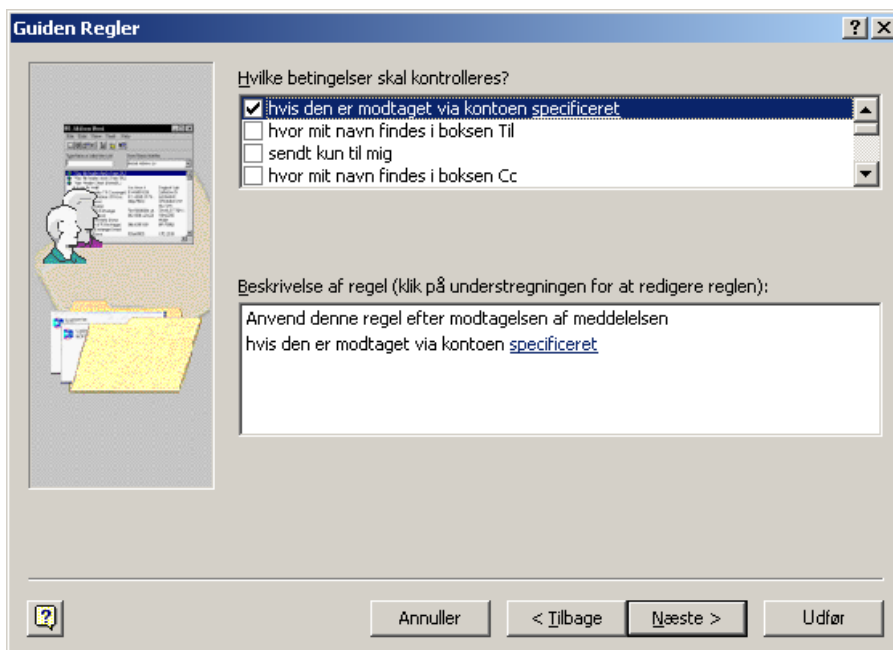 Guiden Regler
Hvilke betingelser skal kontrolleres?
hvis den er modtaget via kontoen specificeret
hvor mit navn findes i boksen Til
sendt kun til mig
hvor mit navn findes i boksen Cc
Beskrivelse af regel (klik på understregningen for at redigere reglen):
Anvend denne regel efter modtagelsen af meddelelsen
hvis den er modtaget via kontoen specificeret
Annuller
< Tilbage
Næste >
Udfør